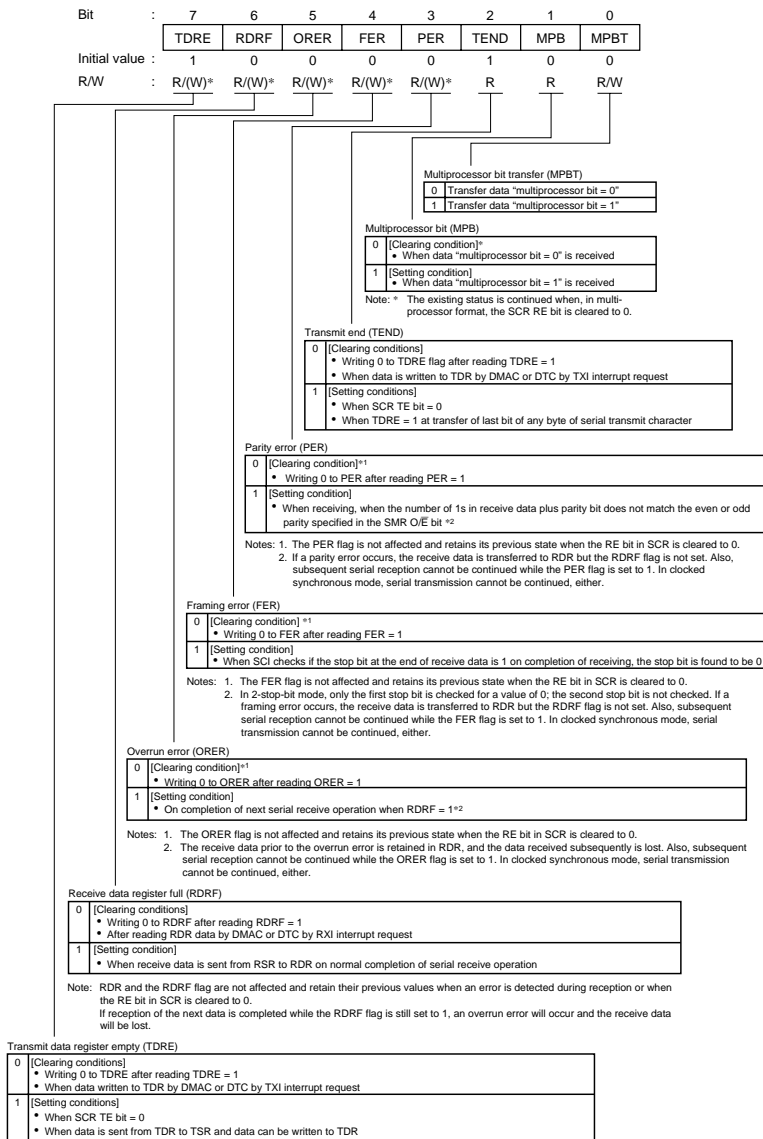 Bit : 7 6 5 4 3 2 1 0
TDRE RDRF ORER FER PER TEND MPB MPBT
Initial value : 1 0 0 0 0 1 0 0
R/W : R/(W)* R/(W)* R/(W)* R/(W)* R/(W)* R R R/W
Multiprocessor bit transfer (MPBT)
0 Transfer data “multiprocessor bit = 0”
1 Transfer data “multiprocessor bit = 1”
Multiprocessor bit (MPB)
0 [Clearing condition]*
• When data “multiprocessor bit = 0” is received
1 [Setting condition]
• When data “multiprocessor bit = 1” is received
Note: * The existing status is continued when, in multi-
processor format, the SCR RE bit is cleared to 0.
Transmit end (TEND)
0 [Clearing conditions]
• Writing 0 to TDRE flag after reading TDRE = 1
• When data is written to TDR by DMAC or DTC by TXI interrupt request
1 [Setting conditions]
• When SCR TE bit = 0
• When TDRE = 1 at transfer of last bit of any byte of serial transmit character
Parity error (PER)
0 [Clearing condition]*1
• Writing 0 to PER after reading PER = 1
1 [Setting condition]
• When receiving, when the number of 1s in receive data plus parity bit does not match the even or odd
parity specified in the SMR O/E̅ bit *2
Notes: 1. The PER flag is not affected and retains its previous state when the RE bit in SCR is cleared to 0.
2. If a parity error occurs, the receive data is transferred to RDR but the RDRF flag is not set. Also,
subsequent serial reception cannot be continued while the PER flag is set to 1. In clocked
synchronous mode, serial transmission cannot be continued, either.
Framing error (FER)
0 [Clearing condition] *1
• Writing 0 to FER after reading FER = 1
1 [Setting condition]
• When SCI checks if the stop bit at the end of receive data is 1 on completion of receiving, the stop bit is found to be 0
Notes: 1. The FER flag is not affected and retains its previous state when the RE bit in SCR is cleared to 0.
2. In 2-stop-bit mode, only the first stop bit is checked for a value of 0; the second stop bit is not checked. If a
framing error occurs, the receive data is transferred to RDR but the RDRF flag is not set. Also, subsequent
serial reception cannot be continued while the FER flag is set to 1. In clocked synchronous mode, serial
transmission cannot be continued, either.
Overrun error (ORER)
0 [Clearing condition]*1
• Writing 0 to ORER after reading ORER = 1
1 [Setting condition]
• On completion of next serial receive operation when RDRF = 1*2
Notes: 1. The ORER flag is not affected and retains its previous state when the RE bit in SCR is cleared to 0.
2. The receive data prior to the overrun error is retained in RDR, and the data received subsequently is lost. Also, subsequent
serial reception cannot be continued while the ORER flag is set to 1. In clocked synchronous mode, serial transmission
cannot be continued, either.
Receive data register full (RDRF)
0 [Clearing conditions]
• Writing 0 to RDRF after reading RDRF = 1
• After reading RDR data by DMAC or DTC by RXI interrupt request
1 [Setting condition]
• When receive data is sent from RSR to RDR on normal completion of serial receive operation
Note: RDR and the RDRF flag are not affected and retain their previous values when an error is detected during reception or when
the RE bit in SCR is cleared to 0.
If reception of the next data is completed while the RDRF flag is still set to 1, an overrun error will occur and the receive data
will be lost.
Transmit data register empty (TDRE)
0 [Clearing conditions]
• Writing 0 to TDRE after reading TDRE = 1
• When data written to TDR by DMAC or DTC by TXI interrupt request
1 [Setting conditions]
• When SCR TE bit = 0
• When data is sent from TDR to TSR and data can be written to TDR